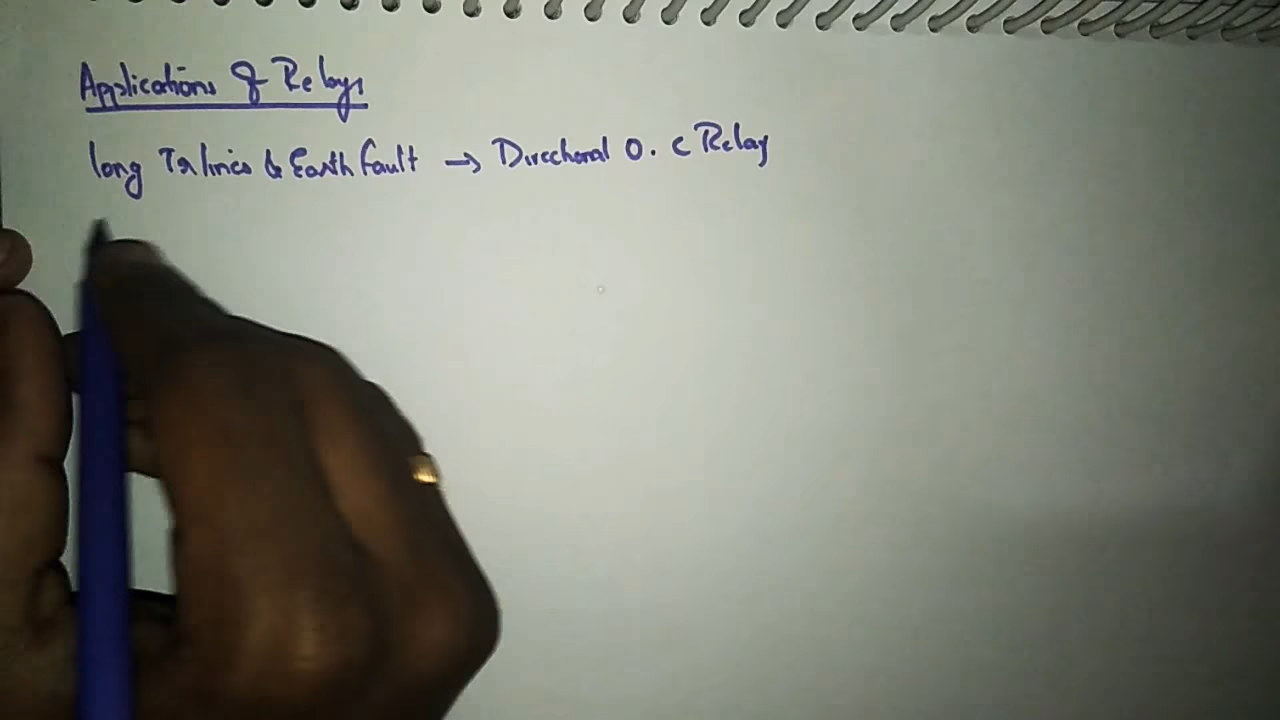 Applications of Relays
long Tx lines & Earth Fault → Directional O. C Relay